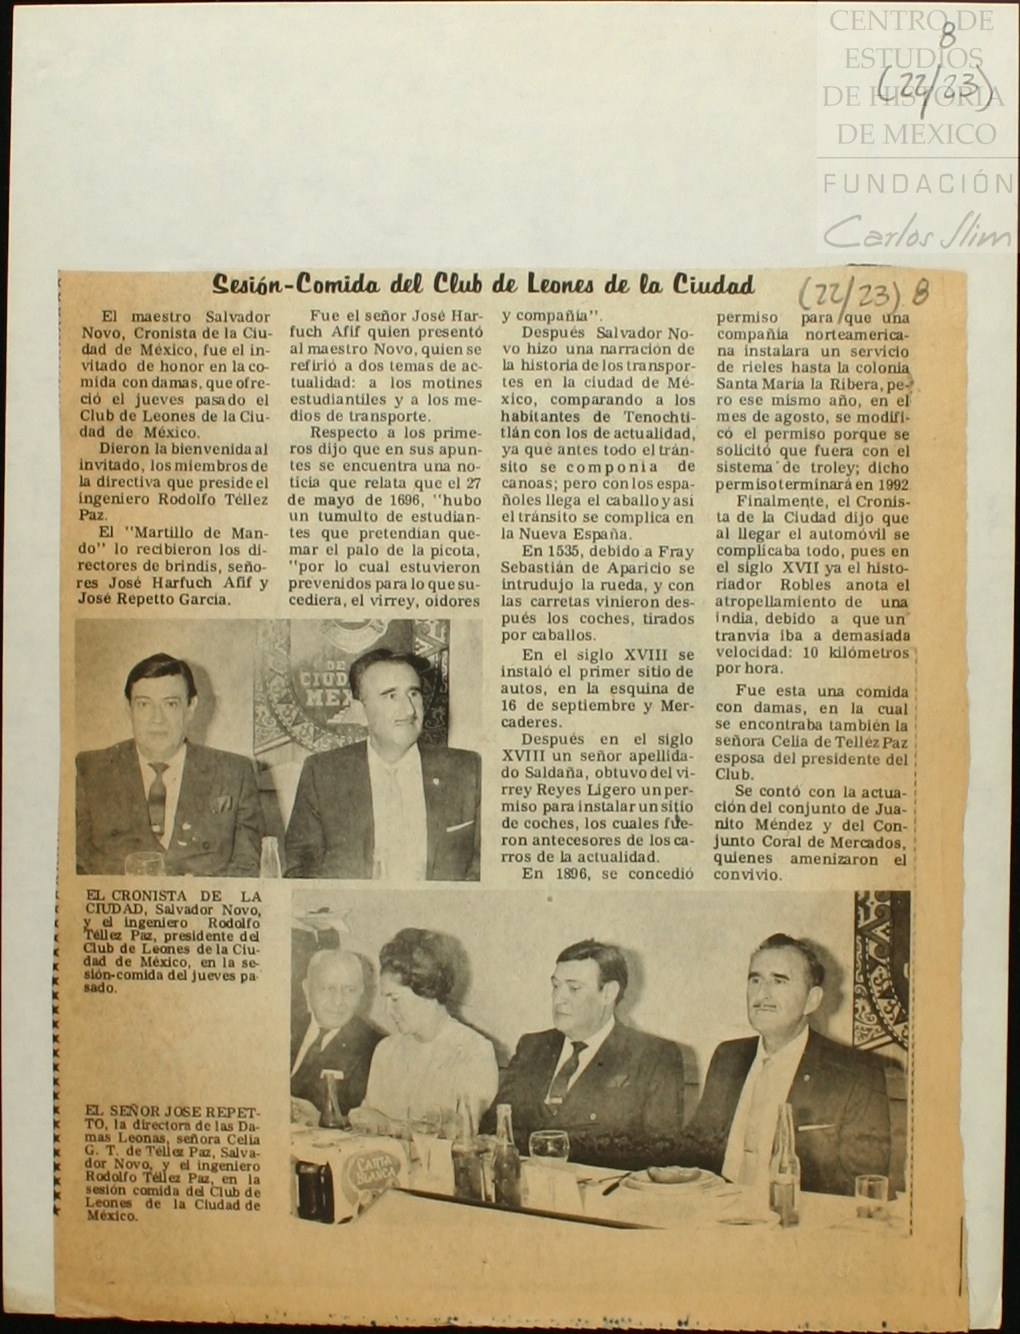 CENTRO DE
ESTUDIOS
DE HISTORIA
DE MEXICO
FUNDACIÓN
Carlos Slim
8
(22/23)
Sesión-Comida del Club de Leones de la Ciudad
(22/23) 8
El maestro Salvador
Novo, Cronista de la Ciu-
dad de México, fue el in-
vitado de honor en la co-
mida con damas, que ofre-
ció el jueves pasado el
Club de Leones de la Ciu-
dad de México.
Dieron la bienvenida al
invitado, los miembros de
la directiva que preside el
ingeniero Rodolfo Téllez
Paz.
El "Martillo de Man-
do" lo recibieron los di-
rectores de brindis, seño-
res José Harfuch Afif y
José Repetto García.
Fue el señor José Har-
fuch Afif quien presentó
al maestro Novo, quien se
refirió a dos temas de ac-
tualidad: a los motines
estudiantiles y a los me-
dios de transporte.
Respecto a los prime-
ros dijo que en sus apun-
tes se encuentra una no-
ticia que relata que el 27
de mayo de 1696, "hubo
un tumulto de estudian-
tes que pretendian que-
mar el palo de la picota,
"por lo cual estuvieron
prevenidos para lo que su-
cediera, el virrey, oidores
y compañía".
Después Salvador No-
vo hizo una narración de
la historia de los transpor-
tes en la ciudad de Mé-
xico, comparando a los
habitantes de Tenochti-
tlán con los de actualidad,
ya que antes todo el trán-
sito se componia de
canoas; pero con los espa-
ñoles llega el caballo y así
el tránsito se complica en
la Nueva España.
En 1535, debido a Fray
Sebastián de Aparicio se
intrudujo la rueda, y con
las carretas vinieron des-
pués los coches, tirados
por caballos.
En el siglo XVIII se
instaló el primer sitio de
autos, en la esquina de
16 de septiembre y Mer-
caderes.
Después en el siglo
XVIII un señor apellida-
do Saldaña, obtuvo del vi-
rrey Reyes Ligero un per-
miso para instalar un sitio
de coches, los cuales fue-
ron antecesores de los ca-
rros de la actualidad.
En 1896, se concedió
permiso para que una
compañía norteamerica-
na instalara un servicio
de rieles hasta la colonia
Santa María la Ribera, pe-
ro ese mismo año, en el
mes de agosto, se modifi-
có el permiso porque se
solicitó que fuera con el
sistema de troley; dicho
permiso terminará en 1992
Finalmente, el Cronis-
ta de la Ciudad dijo que
al llegar el automóvil se
complicaba todo, pues en
el siglo XVII ya el histo-
riador Robles anota el
atropellamiento de una
india, debido a que un
tranvia iba a demasiada
velocidad: 10 kilómetros
por hora.
Fue esta una comida
con damas, en la cual
se encontraba también la
señora Celia de Tellez Paz
esposa del presidente del
Club.
Se contó con la actua-
ción del conjunto de Jua-
nito Méndez y del Con-
junto Coral de Mercados,
quienes amenizaron el
convivio.
DE
CIUD
MEX
EL CRONISTA DE LA
CIUDAD, Salvador Novo,
y el ingeniero Rodolfo
Téllez Paz, presidente del
Club de Leones de la Ciu-
dad de México, en la se-
sión-comida del jueves pa-
sado.
EL SEÑOR JOSE REPET-
TO, la directora de las Da-
mas Leonas, señora Celia
G. T. de Téllez Paz, Salva-
dor Novo, y el ingeniero
Rodolfo Téllez Paz, en la
sesión comida del Club de
Leones de la Ciudad de
México.